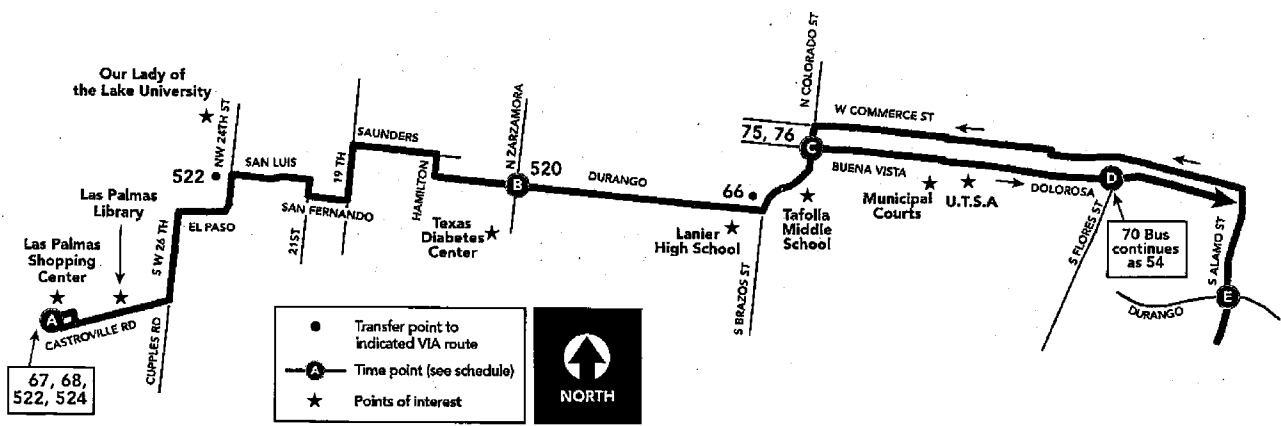 Our Lady of
the Lake University
NW 24TH ST
522
SAN LUIS
Las Palmas
Library
Las Palmas
Shopping
Center
EL PASO
S W 26 TH
A
CASTROVILLE RD
CUPPLES RD
67, 68,
522, 524
SAUNDERS
19 TH
SAN FERNANDO
21ST
HAMILTON
N ZARZAMORA
B
520
Texas
Diabetes
Center
DURANGO
66
Lanier
High School
S BRAZOS ST
75, 76
N COLORADO ST
C
Tafolla
Middle
School
W COMMERCE ST
BUENA VISTA
Municipal
Courts
U.T.S.A
DOLOROSA
D
S FLORES ST
70 Bus
continues
as 54
S ALAMO ST
E
DURANGO
Transfer point to
indicated VIA route
A
Time point (see schedule)
Points of interest
NORTH